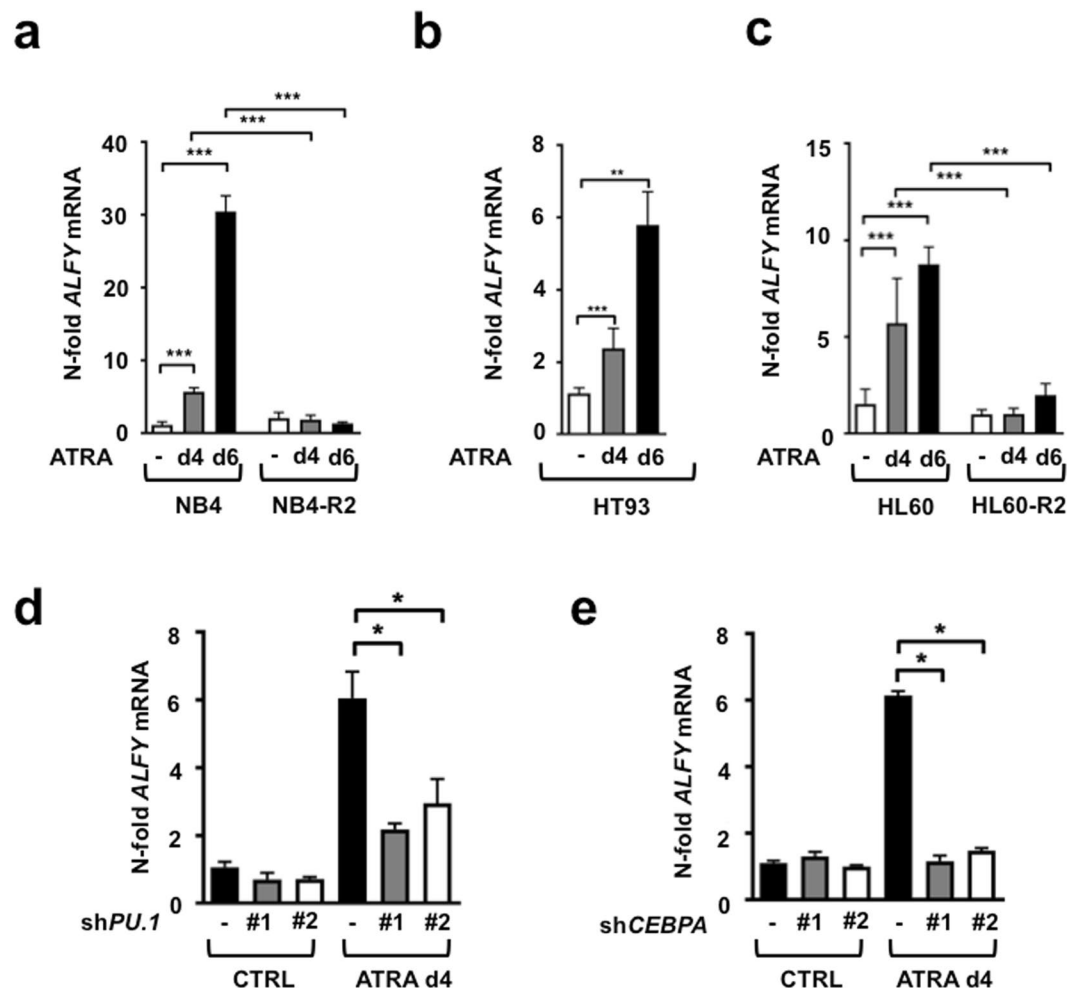 a
N-fold ALFY mRNA
40
30
20
10
0
***
***
***
***
ATRA - d4 d6 - d4 d6
NB4 NB4-R2
b
N-fold ALFY mRNA
8
6
4
2
0
**
***
ATRA - d4 d6
HT93
c
N-fold ALFY mRNA
15
10
5
0
***
***
***
***
ATRA - d4 d6 - d4 d6
HL60 HL60-R2
d
N-fold ALFY mRNA
8
6
4
2
0
*
*
shPU.1 - #1 #2 - #1 #2
CTRL ATRA d4
e
N-fold ALFY mRNA
8
6
4
2
0
*
*
shCEBPA - #1 #2 - #1 #2
CTRL ATRA d4